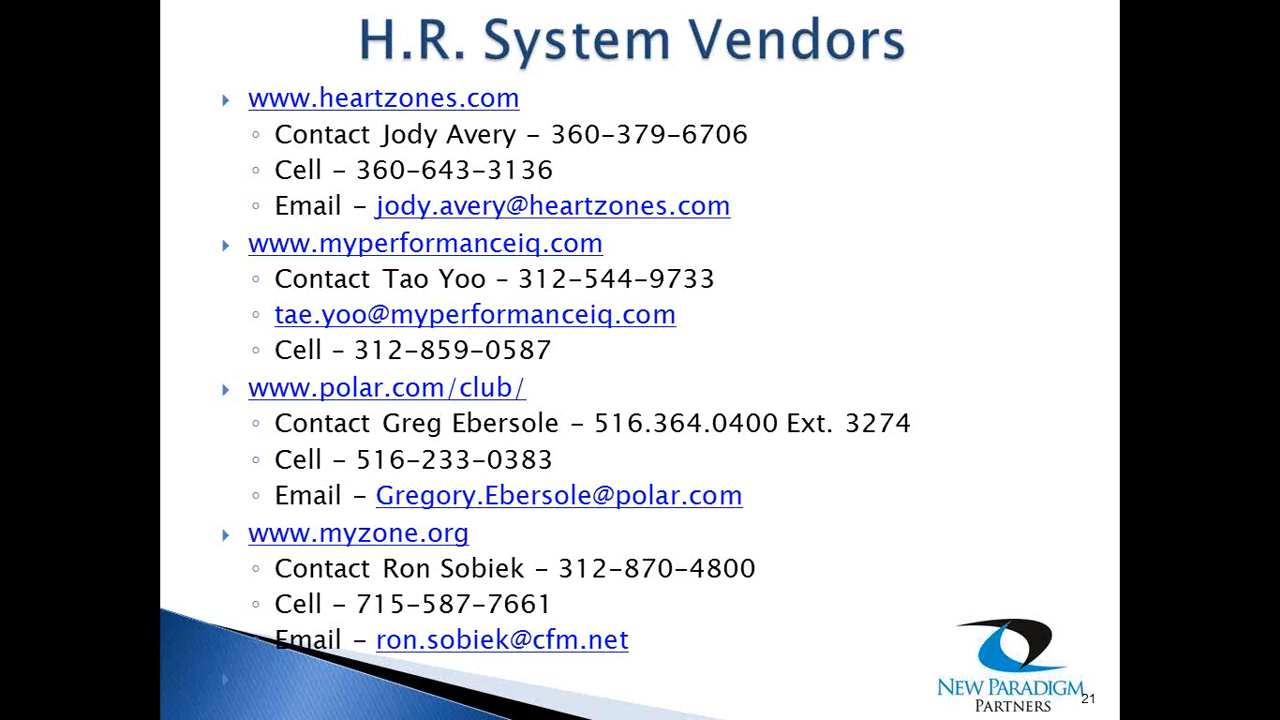 H.R. System Vendors
www.heartzones.com
Contact Jody Avery – 360-379-6706
Cell – 360-643-3136
Email – jody.avery@heartzones.com
www.myperformanceiq.com
Contact Tao Yoo – 312-544-9733
tae.yoo@myperformanceiq.com
Cell – 312-859-0587
www.polar.com/club/
Contact Greg Ebersole – 516.364.0400 Ext. 3274
Cell – 516-233-0383
Email – Gregory.Ebersole@polar.com
www.myzone.org
Contact Ron Sobiek – 312-870-4800
Cell – 715-587-7661
Email – ron.sobiek@cfm.net
NEW PARADIGM
PARTNERS
21